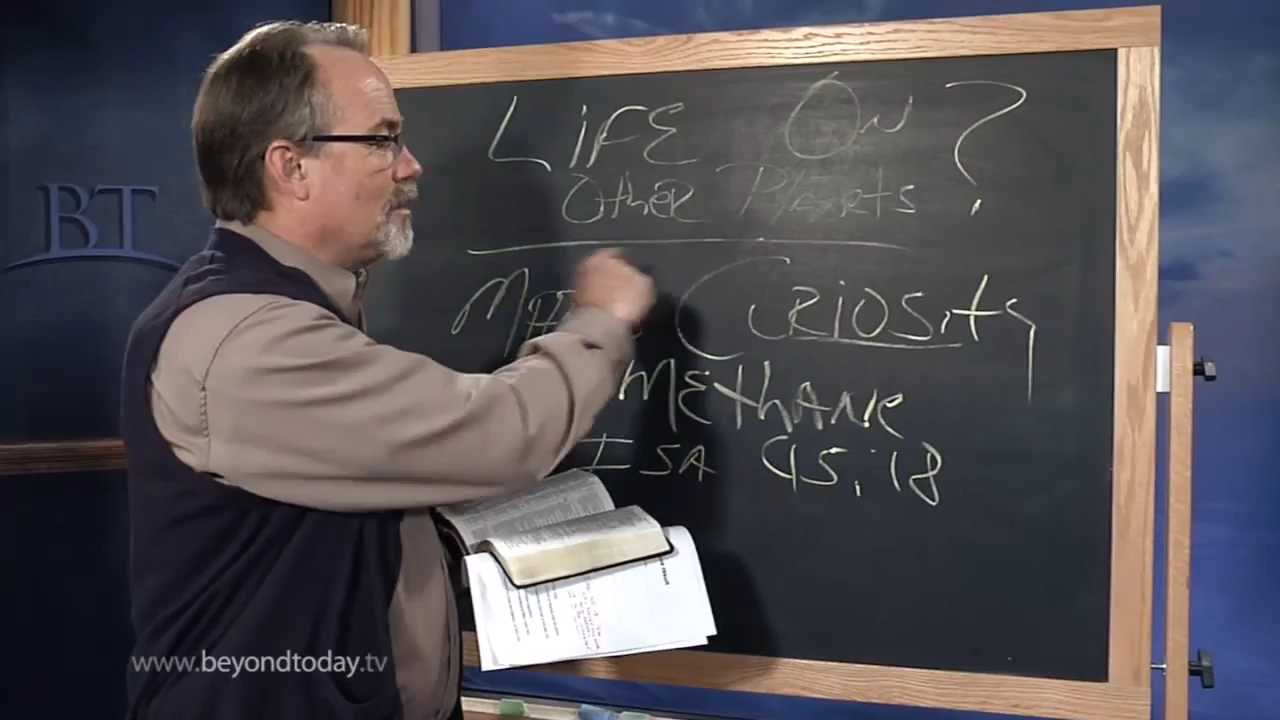 LiFE ON ?
Other Planets
Curiosity
METhANE
ISA 45:18
BT
www.beyondtoday.tv